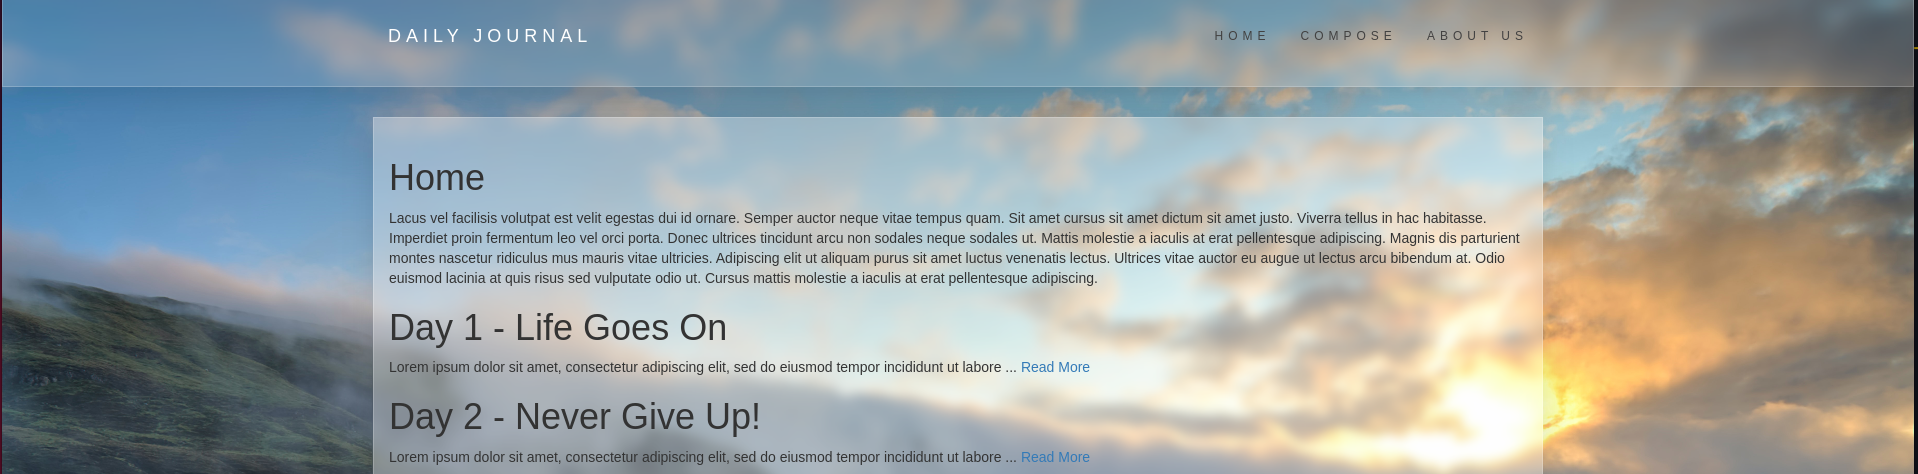 DAILY JOURNAL
HOME COMPOSE ABOUT US
Home
Lacus vel facilisis volutpat est velit egestas dui id ornare. Semper auctor neque vitae tempus quam. Sit amet cursus sit amet dictum sit amet justo. Viverra tellus in hac habitasse.
Imperdiet proin fermentum leo vel orci porta. Donec ultrices tincidunt arcu non sodales neque sodales ut. Mattis molestie a iaculis at erat pellentesque adipiscing. Magnis dis parturient
montes nascetur ridiculus mus mauris vitae ultricies. Adipiscing elit ut aliquam purus sit amet luctus venenatis lectus. Ultrices vitae auctor eu augue ut lectus arcu bibendum at. Odio
euismod lacinia at quis risus sed vulputate odio ut. Cursus mattis molestie a iaculis at erat pellentesque adipiscing.
Day 1 - Life Goes On
Lorem ipsum dolor sit amet, consectetur adipiscing elit, sed do eiusmod tempor incididunt ut labore ... Read More
Day 2 - Never Give Up!
Lorem ipsum dolor sit amet, consectetur adipiscing elit, sed do eiusmod tempor incididunt ut labore ... Read More